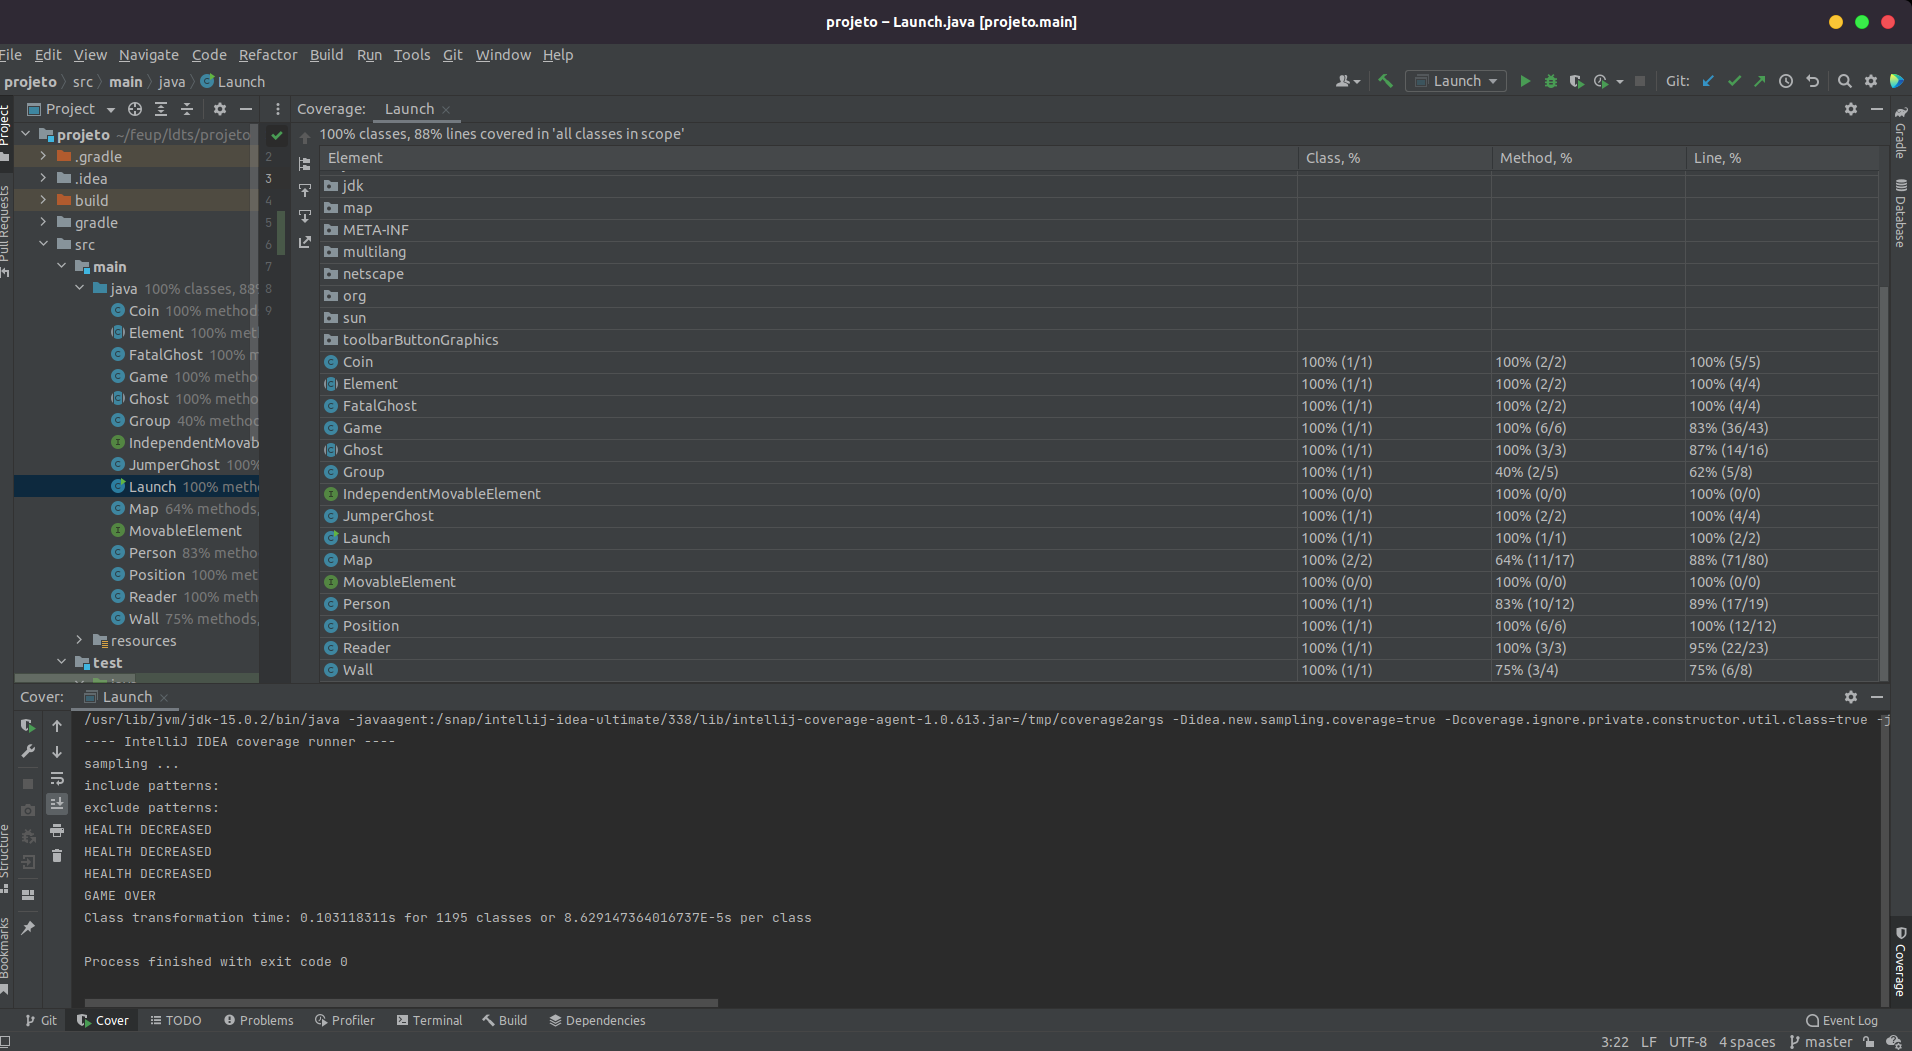 projeto – Launch.java [projeto.main]
File Edit View Navigate Code Refactor Build Run Tools Git Window Help
projeto src main java Launch
Launch Git:
Project
Coverage: Launch
projeto ~/feup/ldts/projeto
.gradle
.idea
build
gradle
src
main
java 100% classes, 88%
Coin 100% method
Element 100% met
FatalGhost 100% m
Game 100% metho
Ghost 100% metho
Group 40% method
IndependentMovab
JumperGhost 100%
Launch 100% meth
Map 64% methods,
MovableElement
Person 83% metho
Position 100% met
Reader 100% meth
Wall 75% methods,
resources
test
2
3
4
5
6
7
8
9
100% classes, 88% lines covered in 'all classes in scope'
Element Class, % Method, % Line, %
jdk
map
META-INF
multilang
netscape
org
sun
toolbarButtonGraphics
Coin 100% (1/1) 100% (2/2) 100% (5/5)
Element 100% (1/1) 100% (2/2) 100% (4/4)
FatalGhost 100% (1/1) 100% (2/2) 100% (4/4)
Game 100% (1/1) 100% (6/6) 83% (36/43)
Ghost 100% (1/1) 100% (3/3) 87% (14/16)
Group 100% (1/1) 40% (2/5) 62% (5/8)
IndependentMovableElement 100% (0/0) 100% (0/0) 100% (0/0)
JumperGhost 100% (1/1) 100% (2/2) 100% (4/4)
Launch 100% (1/1) 100% (1/1) 100% (2/2)
Map 100% (2/2) 64% (11/17) 88% (71/80)
MovableElement 100% (0/0) 100% (0/0) 100% (0/0)
Person 100% (1/1) 83% (10/12) 89% (17/19)
Position 100% (1/1) 100% (6/6) 100% (12/12)
Reader 100% (1/1) 100% (3/3) 95% (22/23)
Wall 100% (1/1) 75% (3/4) 75% (6/8)
Project
Pull Requests
Structure
Bookmarks
Gradle
Database
Coverage
Cover: Launch
/usr/lib/jvm/jdk-15.0.2/bin/java -javaagent:/snap/intellij-idea-ultimate/338/lib/intellij-coverage-agent-1.0.613.jar=/tmp/coverage2args -Didea.new.sampling.coverage=true -Dcoverage.ignore.private.constructor.util.class=true -j
---- IntelliJ IDEA coverage runner ----
sampling ...
include patterns:
exclude patterns:
HEALTH DECREASED
HEALTH DECREASED
HEALTH DECREASED
GAME OVER
Class transformation time: 0.103118311s for 1195 classes or 8.629147364016737E-5s per class
Process finished with exit code 0
Git Cover TODO Problems Profiler Terminal Build Dependencies Event Log
3:22 LF UTF-8 4 spaces master